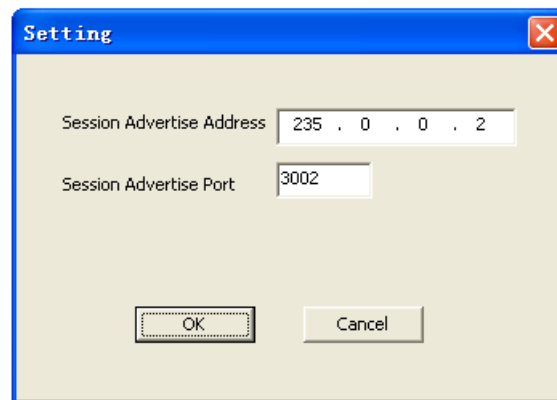 Setting
Session Advertise Address 235 . 0 . 0 . 2
Session Advertise Port 3002
OK Cancel